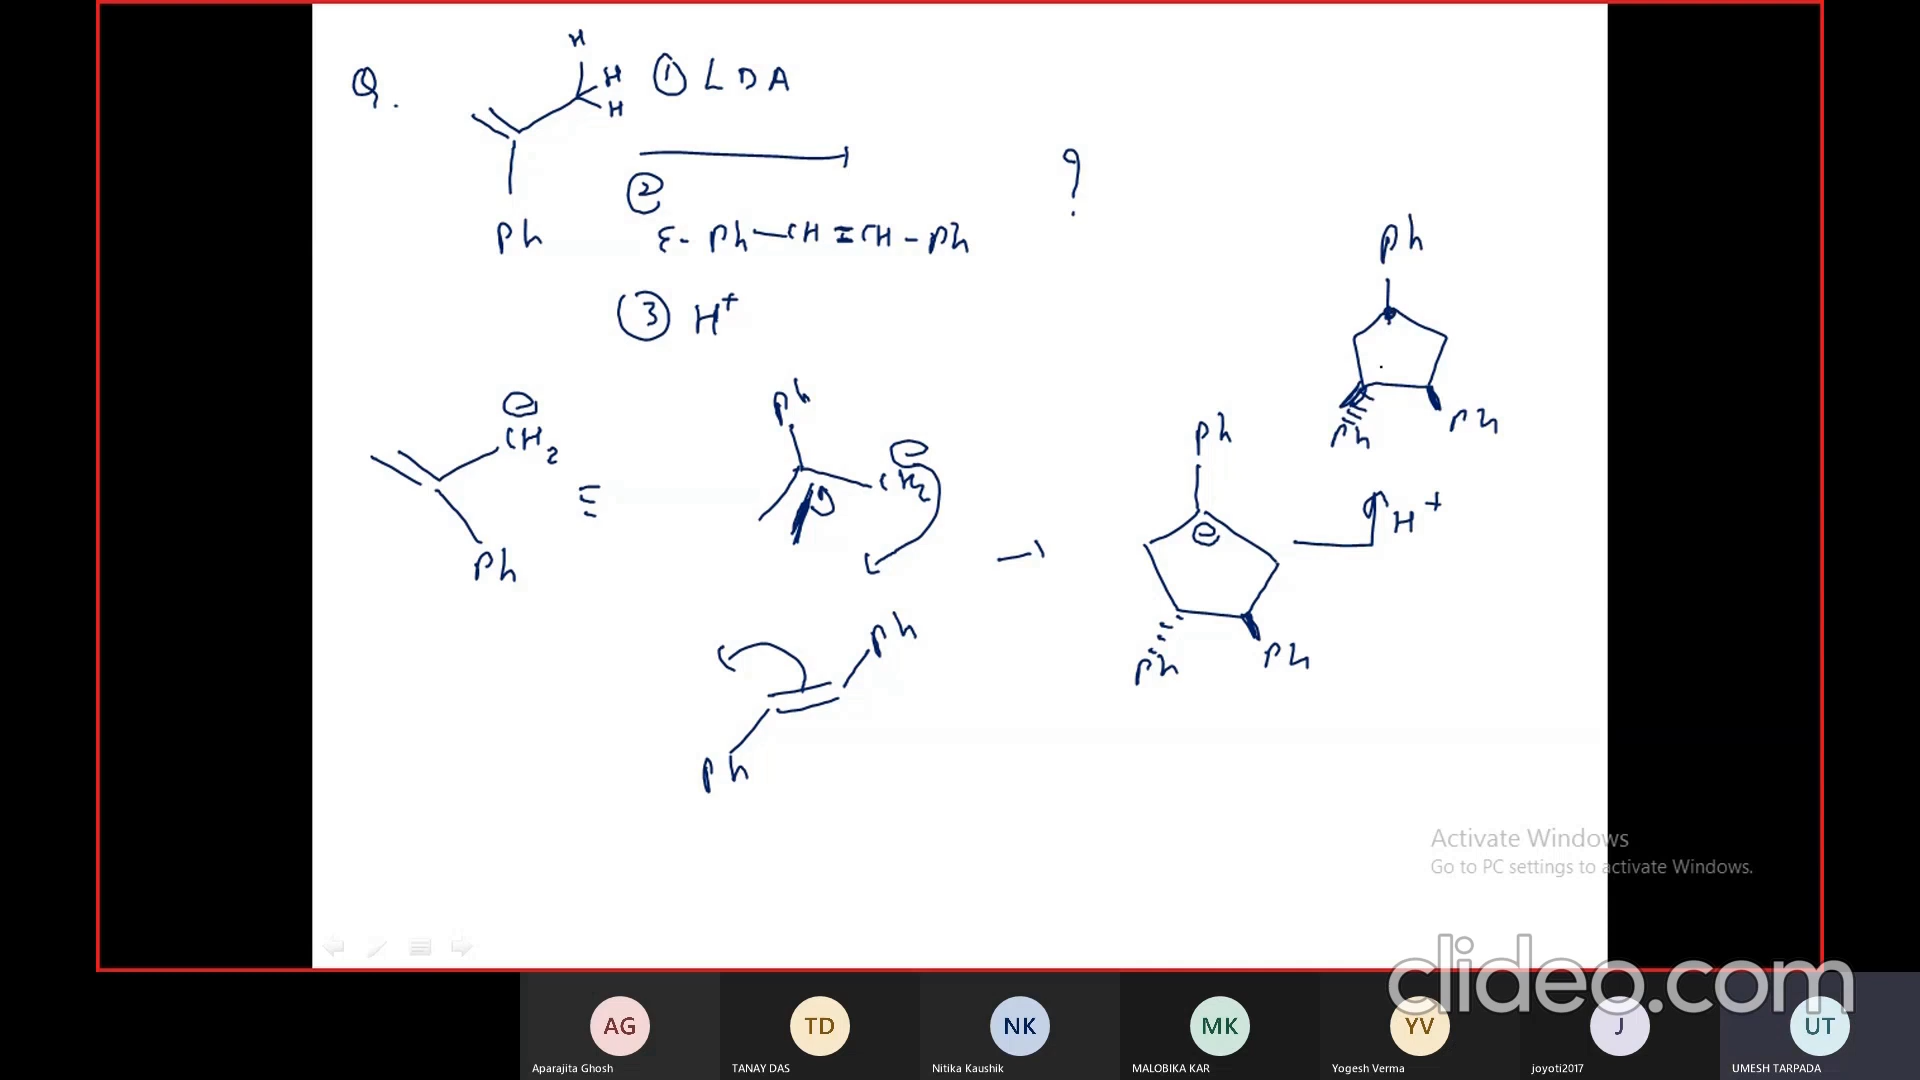 Q.
H
H
H
① LDA
Ph
②
E- Ph-CH=CH-Ph
③ H+
?
Ph
Ph
Ph
⊖
CH2
Ph
≡
Ph
⊖
CH2
Ph
Ph
→
Ph
⊖
Ph
Ph
H+
Activate Windows
Go to PC settings to activate Windows.
clideo.com
AG
TD
NK
MK
YV
J
UT
Aparajita Ghosh
TANAY DAS
Nitika Kaushik
MALOBIKA KAR
Yogesh Verma
joyoti2017
UMESH TARPADA